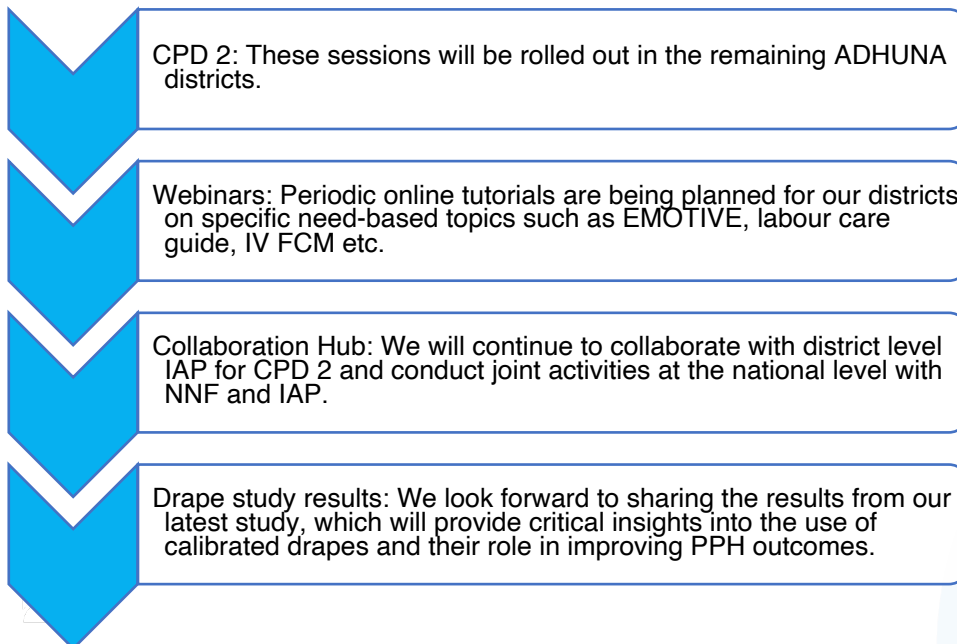 CPD 2: These sessions will be rolled out in the remaining ADHUNA
districts.
Webinars: Periodic online tutorials are being planned for our districts
on specific need-based topics such as EMOTIVE, labour care
guide, IV FCM etc.
Collaboration Hub: We will continue to collaborate with district level
IAP for CPD 2 and conduct joint activities at the national level with
NNF and IAP.
Drape study results: We look forward to sharing the results from our
latest study, which will provide critical insights into the use of
calibrated drapes and their role in improving PPH outcomes.